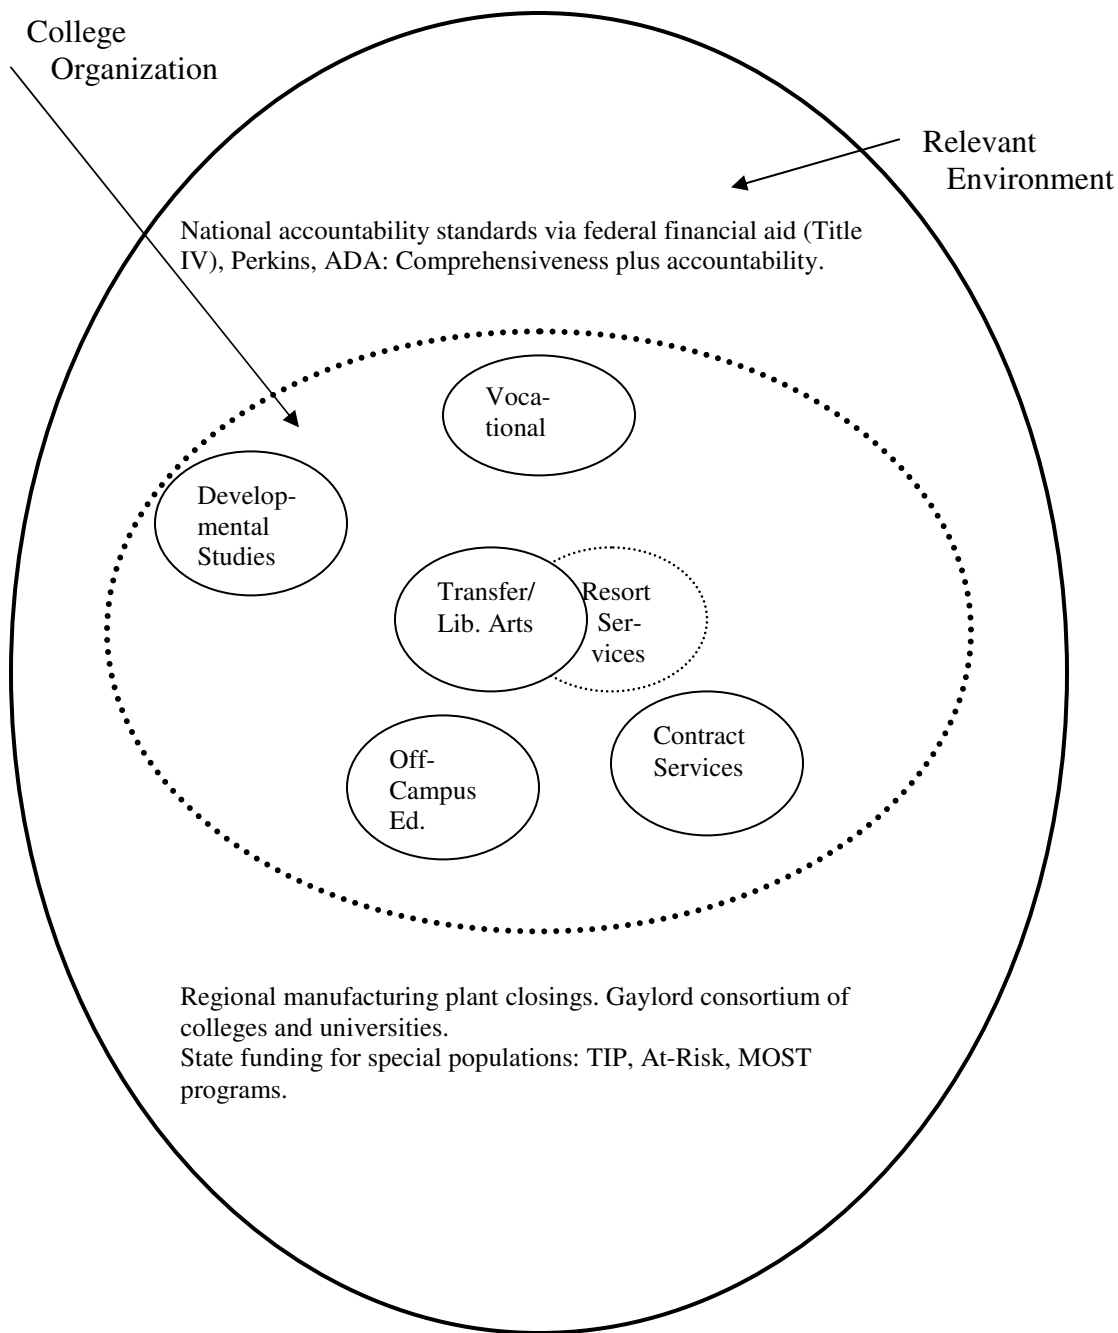 College
Organization
Relevant
Environment
National accountability standards via federal financial aid (Title
IV), Perkins, ADA: Comprehensiveness plus accountability.
Voca-
tional
Develop-
mental
Studies
Transfer/
Lib. Arts
Resort
Ser-
vices
Off-
Campus
Ed.
Contract
Services
Regional manufacturing plant closings. Gaylord consortium of
colleges and universities.
State funding for special populations: TIP, At-Risk, MOST
programs.